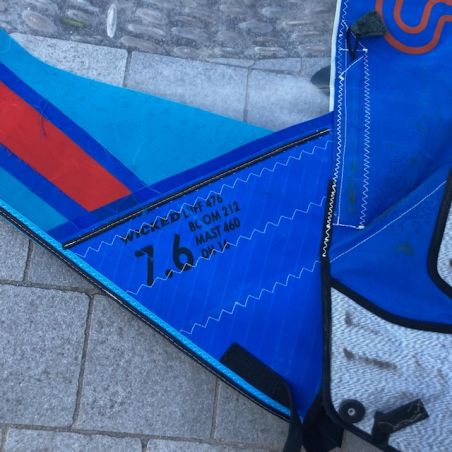 WICKED LUFF 476
BOOM 212
7.6 MAST 460